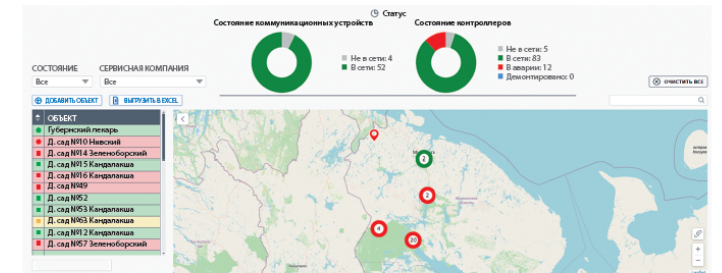 Статус
Состояние коммуникационных устройств
Состояние контроллеров
Не в сети: 4
В сети: 52
Не в сети: 5
В сети: 83
В аварии: 12
Демонтировано: 0
СОСТОЯНИЕ
СЕРВИСНАЯ КОМПАНИЯ
Все
Все
ОЧИСТИТЬ ВСЕ
ДОБАВИТЬ ОБЪЕКТ
ВЫГРУЗИТЬ В EXCEL
ОБЪЕКТ
Губернский лекарь
Д. сад №10 Нивский
Д. сад №14 Зеленоборский
Д. сад №15 Кандалакша
Д. сад №16 Кандалакша
Д. сад №49
Д. сад №52
Д. сад №53 Кандалакша
Д. сад №63 Кандалакша
Д. сад №12 Кандалакша
Д. сад №57 Зеленоборский
2
2
4
20
+
−